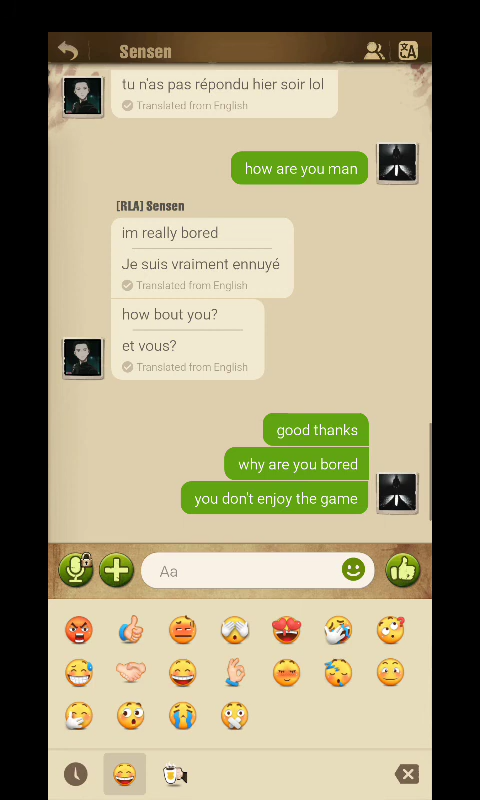 Sensen
tu n'as pas répondu hier soir lol
Translated from English
how are you man
[RLA] Sensen
im really bored
Je suis vraiment ennuyé
Translated from English
how bout you?
et vous?
Translated from English
good thanks
why are you bored
you don't enjoy the game
Aa